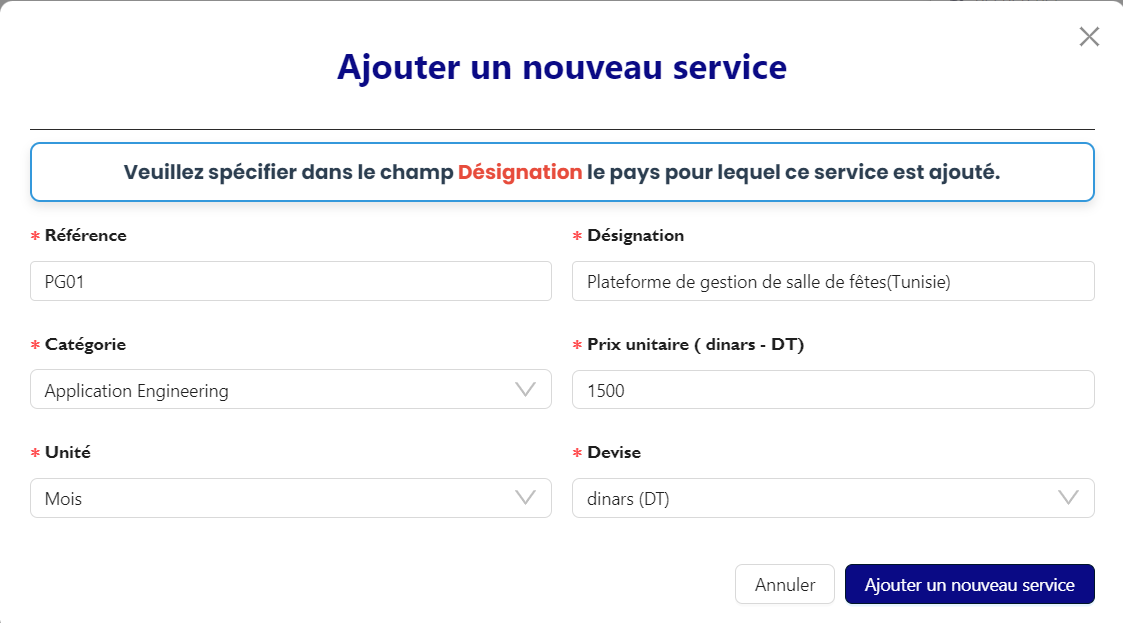 Ajouter un nouveau service
Veuillez spécifier dans le champ Désignation le pays pour lequel ce service est ajouté.
* Référence
PG01
* Désignation
Plateforme de gestion de salle de fêtes(Tunisie)
* Catégorie
Application Engineering
* Prix unitaire ( dinars - DT)
1500
* Unité
Mois
* Devise
dinars (DT)
Annuler
Ajouter un nouveau service